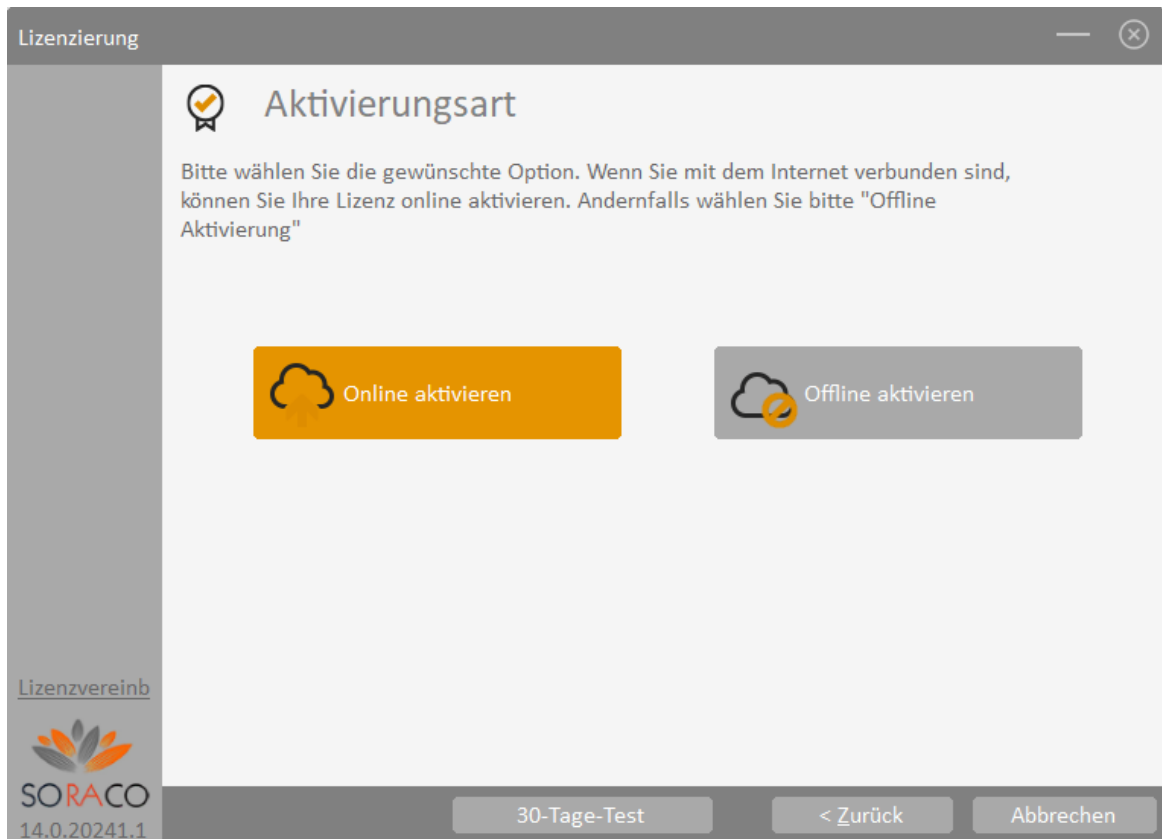 Lizenzierung
Aktivierungsart
Bitte wählen Sie die gewünschte Option. Wenn Sie mit dem Internet verbunden sind,
können Sie Ihre Lizenz online aktivieren. Andernfalls wählen Sie bitte "Offline
Aktivierung"
Online aktivieren
Offline aktivieren
Lizenzvereinb
SORACO
14.0.20241.1
30-Tage-Test
< Zurück
Abbrechen